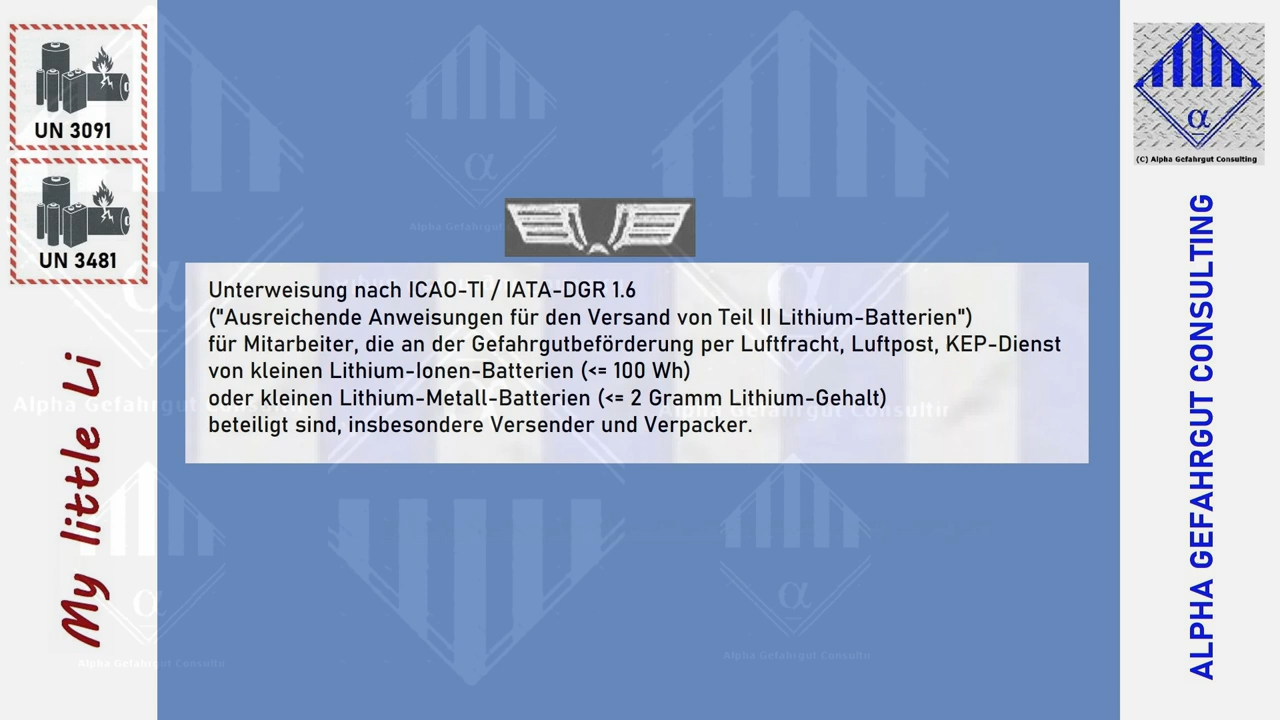 UN 3091
UN 3481
My little Li
Unterweisung nach ICAO-TI / IATA-DGR 1.6
("Ausreichende Anweisungen für den Versand von Teil II Lithium-Batterien")
für Mitarbeiter, die an der Gefahrgutbeförderung per Luftfracht, Luftpost, KEP-Dienst
von kleinen Lithium-Ionen-Batterien (<= 100 Wh)
oder kleinen Lithium-Metall-Batterien (<= 2 Gramm Lithium-Gehalt)
beteiligt sind, insbesondere Versender und Verpacker.
α
(C) Alpha Gefahrgut Consulting
ALPHA GEFAHRGUT CONSULTING